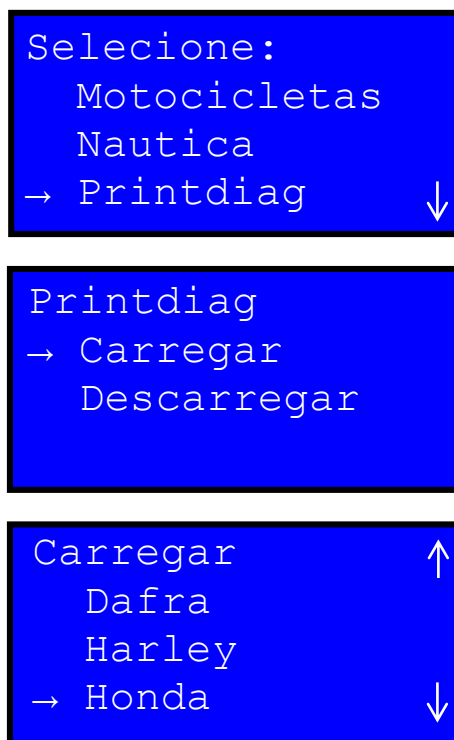 Selecione:
Motocicletas
Nautica
→ Printdiag ↓
Printdiag
→ Carregar
Descarregar
Carregar ↑
Dafra
Harley
→ Honda ↓